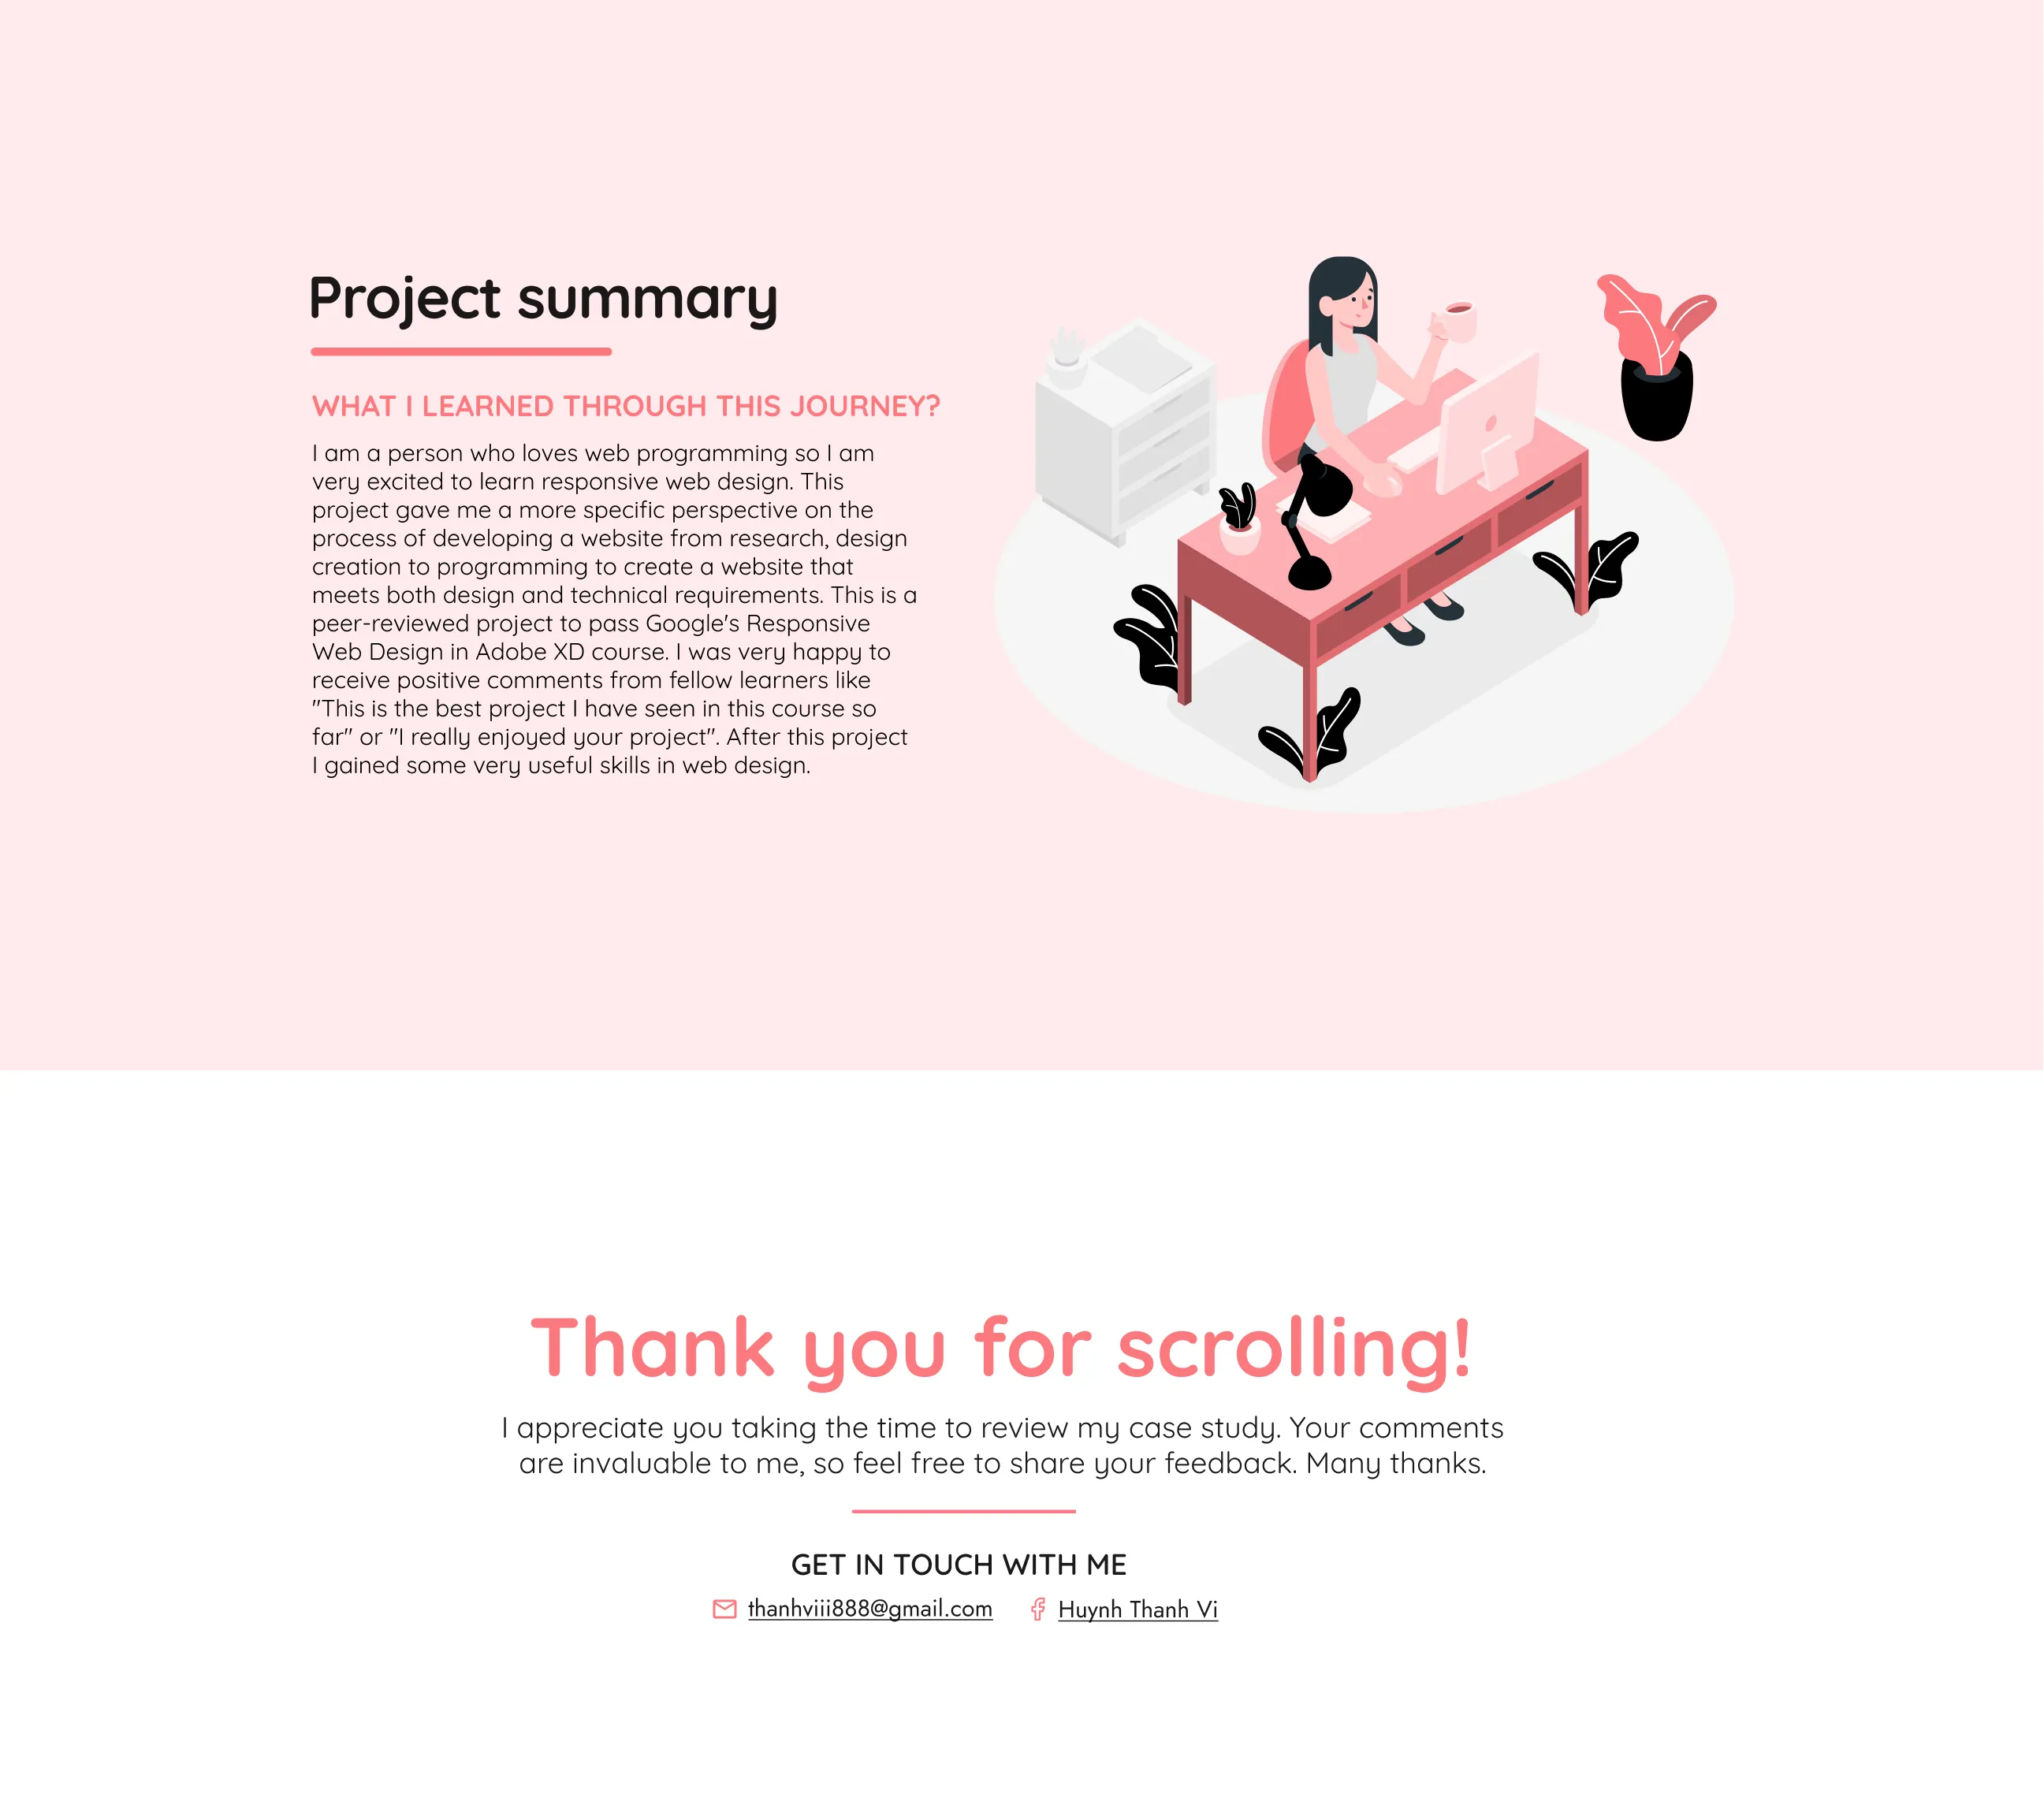 Project summary
WHAT I LEARNED THROUGH THIS JOURNEY?
I am a person who loves web programming so I am
very excited to learn responsive web design. This
project gave me a more specific perspective on the
process of developing a website from research, design
creation to programming to create a website that
meets both design and technical requirements. This is a
peer-reviewed project to pass Google's Responsive
Web Design in Adobe XD course. I was very happy to
receive positive comments from fellow learners like
"This is the best project I have seen in this course so
far" or "I really enjoyed your project". After this project
I gained some very useful skills in web design.
Thank you for scrolling!
I appreciate you taking the time to review my case study. Your comments
are invaluable to me, so feel free to share your feedback. Many thanks.
GET IN TOUCH WITH ME
thanhviii888@gmail.com
Huynh Thanh Vi